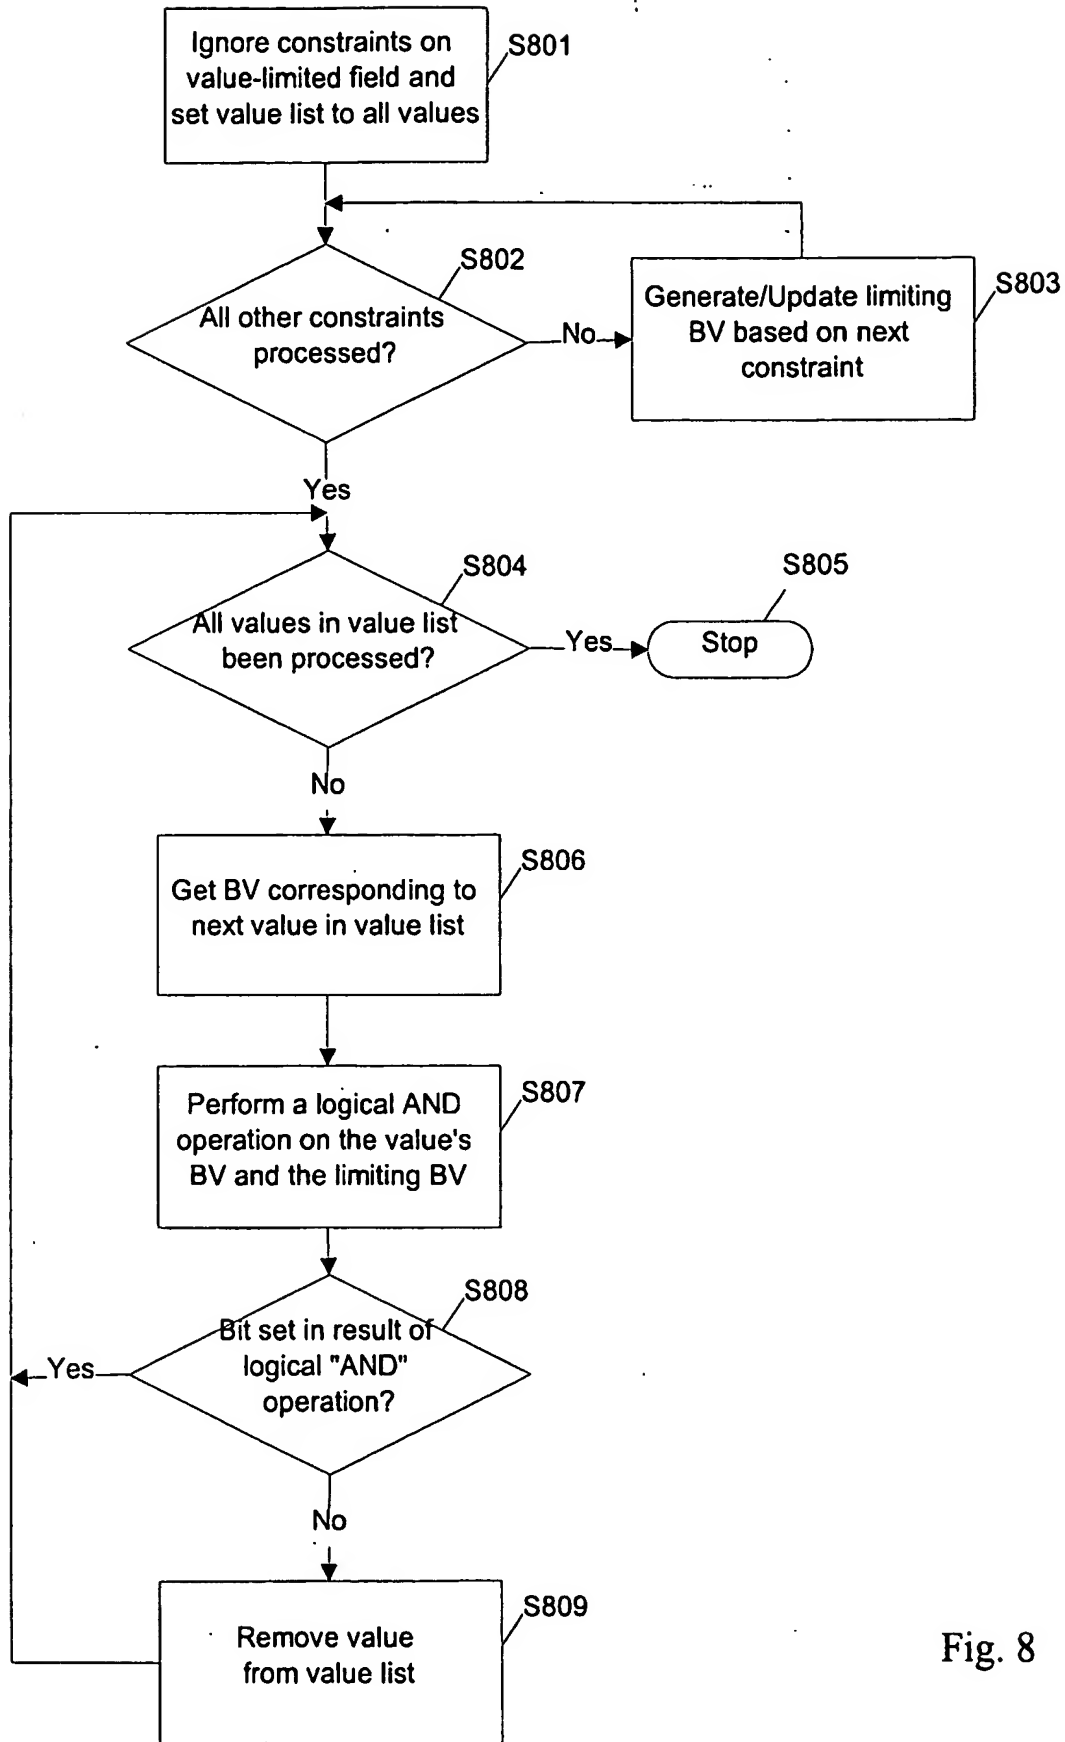 Ignore constraints on
value-limited field and
set value list to all values
S801
S802
All other constraints
processed?
No
S803
Generate/Update limiting
BV based on next
constraint
Yes
S804
All values in value list
been processed?
Yes
S805
Stop
No
S806
Get BV corresponding to
next value in value list
S807
Perform a logical AND
operation on the value's
BV and the limiting BV
S808
Bit set in result of
logical "AND"
operation?
Yes
No
S809
Remove value
from value list
Fig. 8